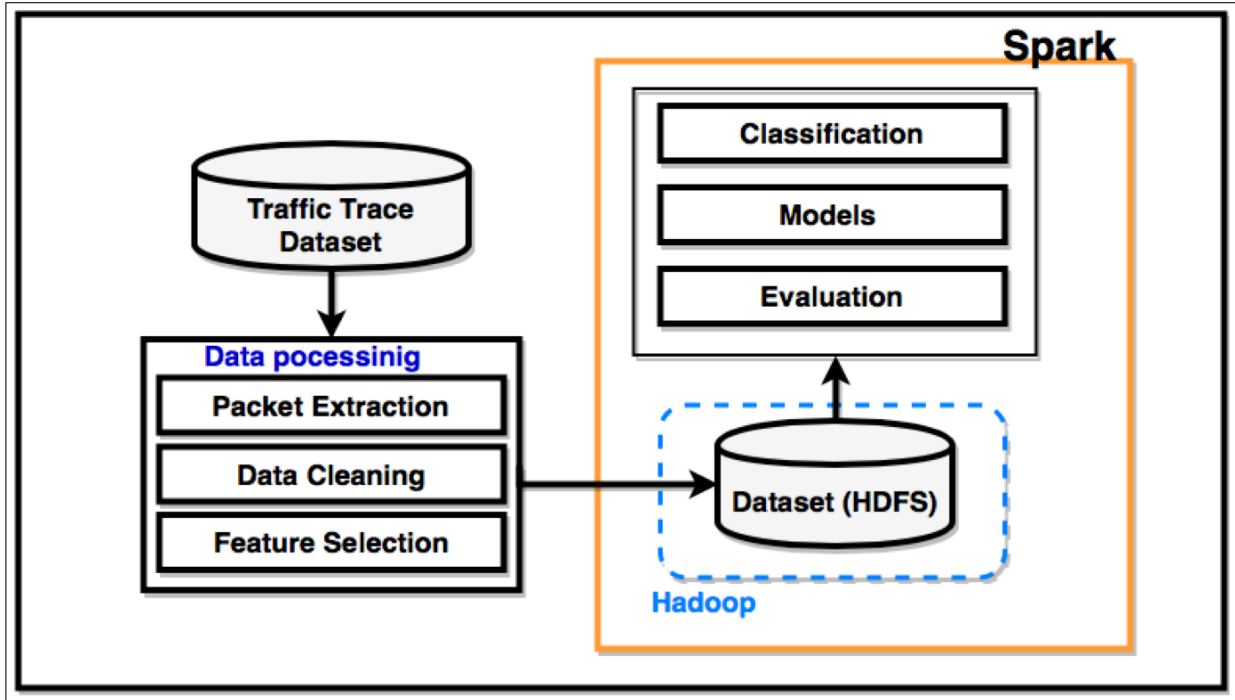 Traffic Trace
Dataset
Data pocessinig
Packet Extraction
Data Cleaning
Feature Selection
Spark
Classification
Models
Evaluation
Dataset (HDFS)
Hadoop